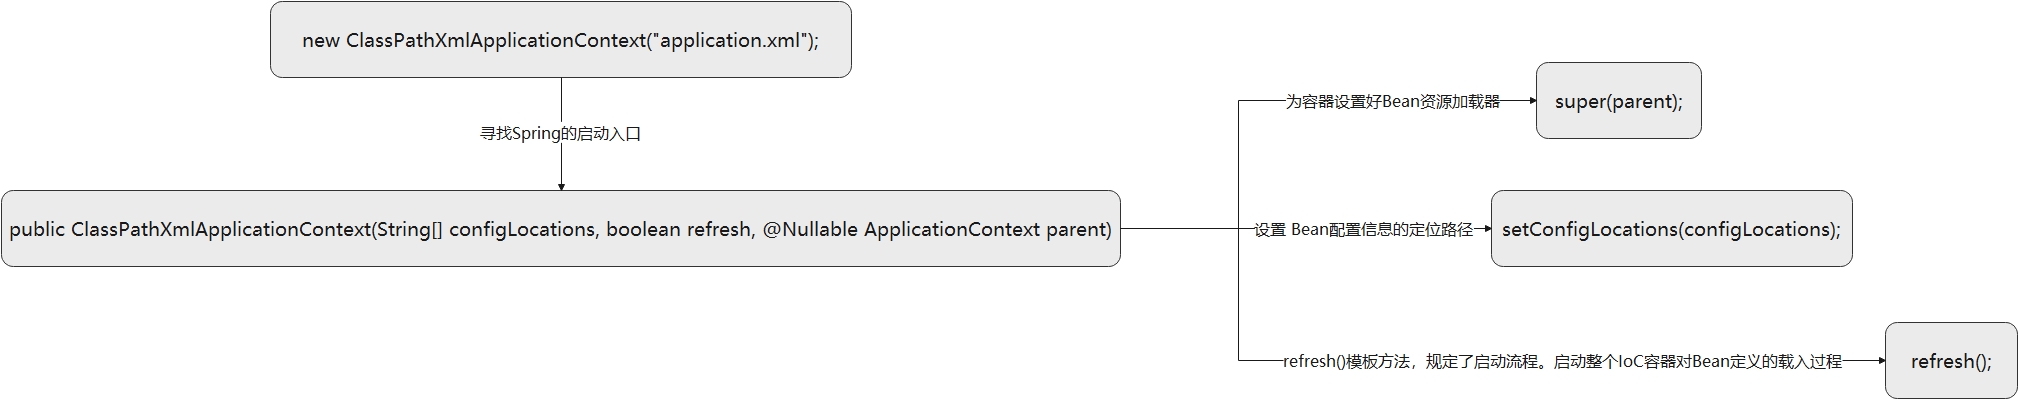 new ClassPathXmlApplicationContext("application.xml");
寻找Spring的启动入口
public ClassPathXmlApplicationContext(String[] configLocations, boolean refresh, @Nullable ApplicationContext parent)
为容器设置好Bean资源加载器
super(parent);
设置 Bean配置信息的定位路径
setConfigLocations(configLocations);
refresh()模板方法，规定了启动流程。启动整个IoC容器对Bean定义的载入过程
refresh();